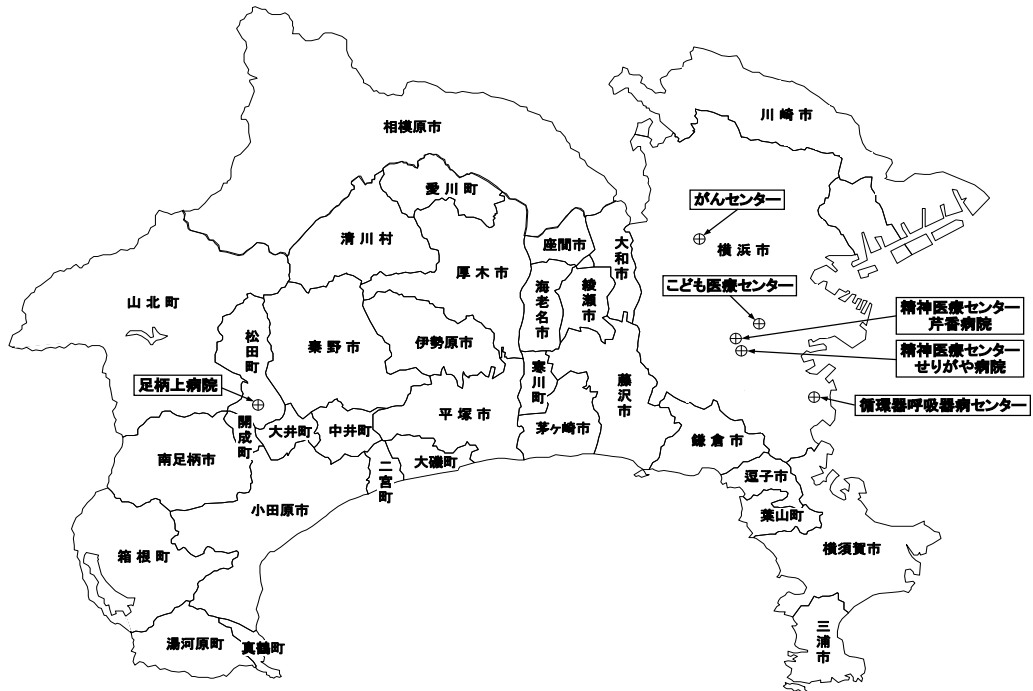 川崎市
相模原市
愛川町
がんセンター
清川村
座間市
大和市
横浜市
厚木市
海老名市
綾瀬市
こども医療センター
山北町
精神医療センター
芹香病院
松田町
秦野市
伊勢原市
精神医療センター
せりがや病院
足柄上病院
寒川町
藤沢市
循環器呼吸器病センター
開成町
大井町
中井町
平塚市
茅ヶ崎市
鎌倉市
南足柄市
二宮町
大磯町
逗子市
小田原市
葉山町
箱根町
横須賀市
湯河原町
真鶴町
三浦市